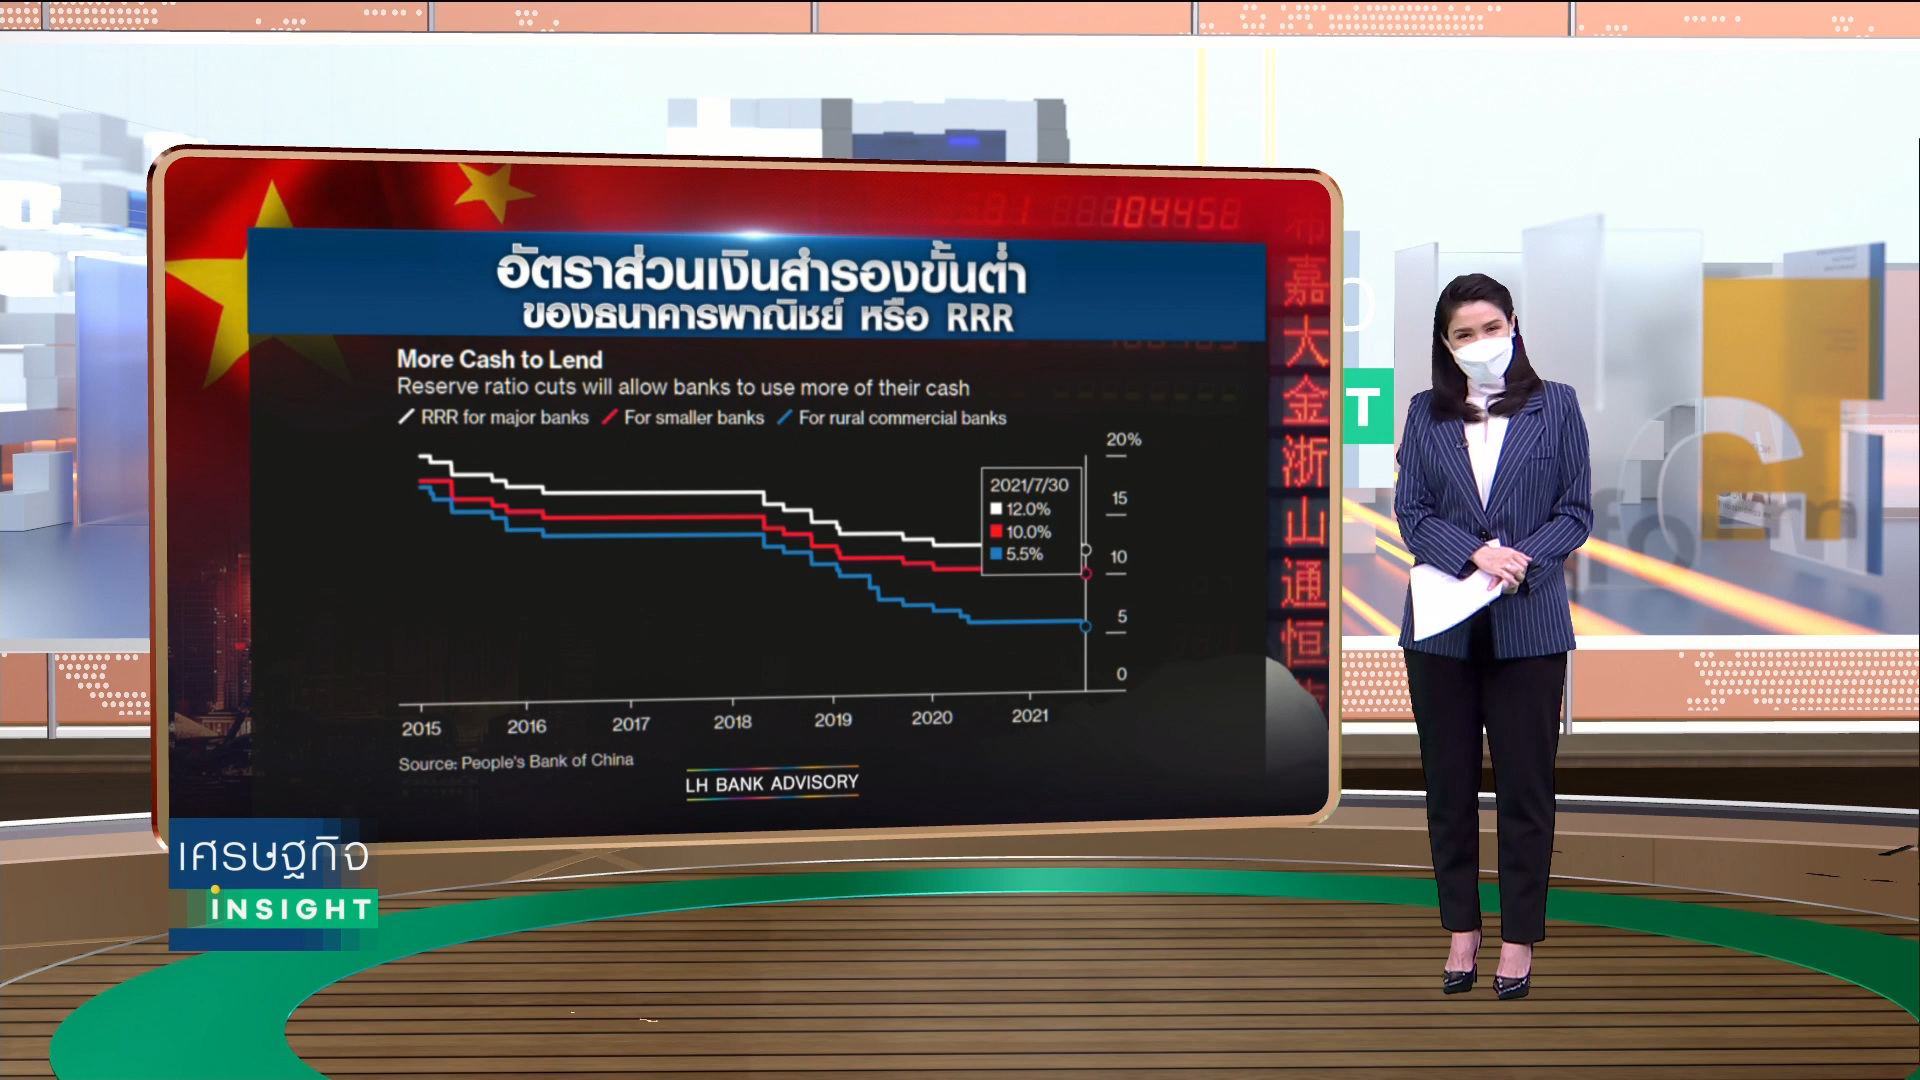 104458
อัตราส่วนเงินสำรองขั้นต่ำ
ของธนาคารพาณิชย์ หรือ RRR
More Cash to Lend
Reserve ratio cuts will allow banks to use more of their cash
RRR for major banks For smaller banks For rural commercial banks
20%
15
10
5
0
2021/7/30
12.0%
10.0%
5.5%
2015 2016 2017 2018 2019 2020 2021
Source: People's Bank of China
LH BANK ADVISORY
嘉
大
金
浙
山
通
恒
T
เศรษฐกิจ
INSIGHT